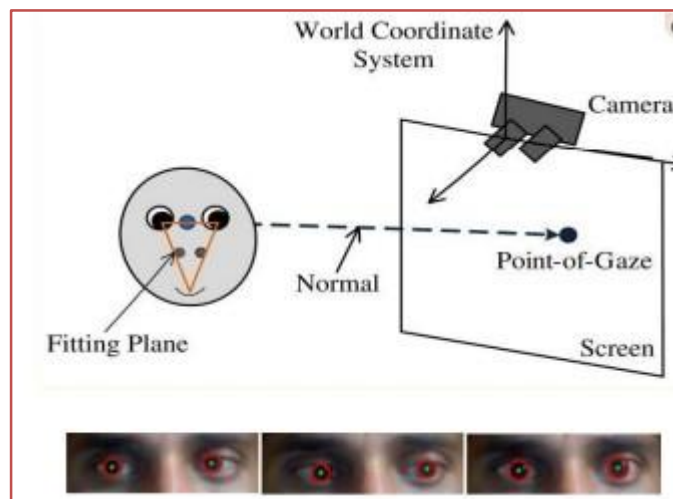 World Coordinate
System
Camera
Point-of-Gaze
Normal
Fitting Plane
Screen